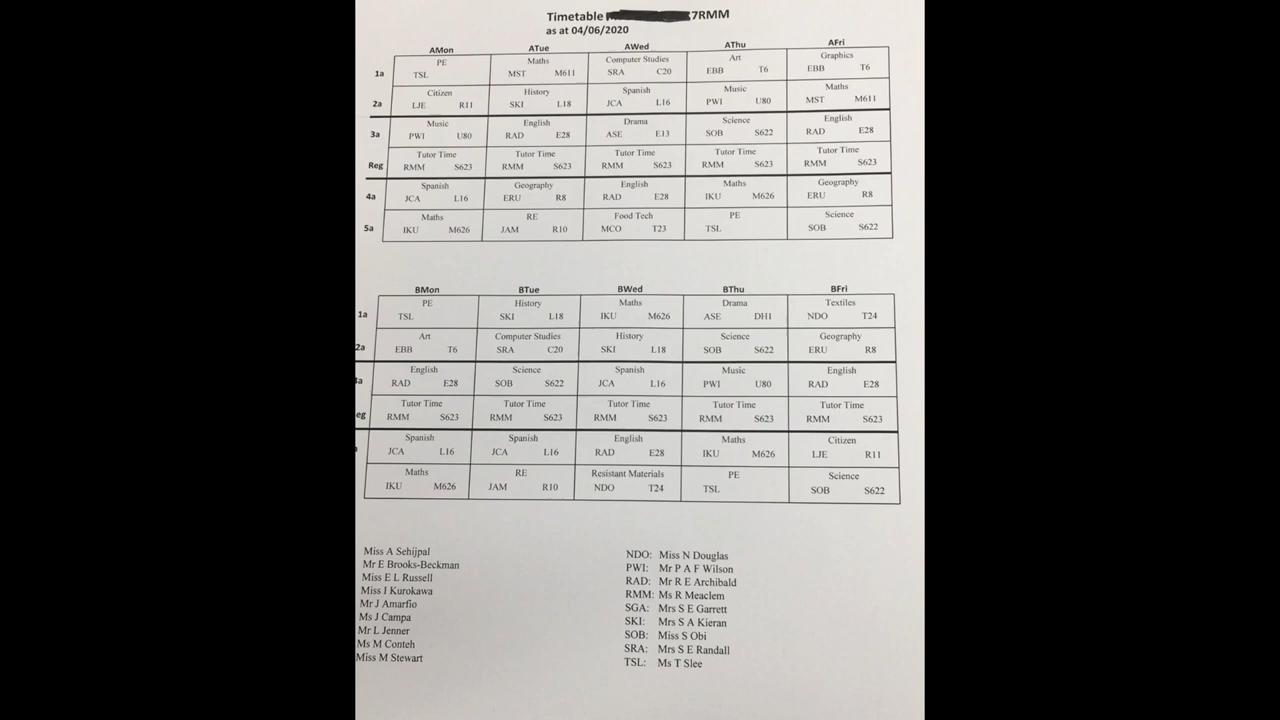 Timetable 7RMM
as at 04/06/2020
AMon ATue AWed AThu AFri
PE Maths Computer Studies Art Graphics
1a TSL MST M611 SRA C20 EBB T6 EBB T6
Citizen History Spanish Music Maths
2a LJE R11 SKI L18 JCA L16 PWI U80 MST M611
Music English Drama Science English
3a PWI U80 RAD E28 ASE E13 SOB S622 RAD E28
Tutor Time Tutor Time Tutor Time Tutor Time Tutor Time
Reg RMM S623 RMM S623 RMM S623 RMM S623 RMM S623
Spanish Geography English Maths Geography
4a JCA L16 ERU R8 RAD E28 IKU M626 ERU R8
Maths RE Food Tech PE Science
5a IKU M626 JAM R10 MCO T23 TSL SOB S622
BMon BTue BWed BThu BFri
PE History Maths Drama Textiles
1a TSL SKI L18 IKU M626 ASE DH1 NDO T24
Art Computer Studies History Science Geography
2a EBB T6 SRA C20 SKI L18 SOB S622 ERU R8
English Science Spanish Music English
a RAD E28 SOB S622 JCA L16 PWI U80 RAD E28
Tutor Time Tutor Time Tutor Time Tutor Time Tutor Time
eg RMM S623 RMM S623 RMM S623 RMM S623 RMM S623
Spanish Spanish English Maths Citizen
JCA L16 JCA L16 RAD E28 IKU M626 LJE R11
Maths RE Resistant Materials PE Science
IKU M626 JAM R10 NDO T24 TSL SOB S622
Miss A Sehijpal
Mr E Brooks-Beckman
Miss E L Russell
Miss I Kurokawa
Mr J Amarfio
Ms J Campa
Mr L Jenner
Ms M Conteh
Miss M Stewart
NDO: Miss N Douglas
PWI: Mr P A F Wilson
RAD: Mr R E Archibald
RMM: Ms R Meaclem
SGA: Mrs S E Garrett
SKI: Mrs S A Kieran
SOB: Miss S Obi
SRA: Mrs S E Randall
TSL: Ms T Slee